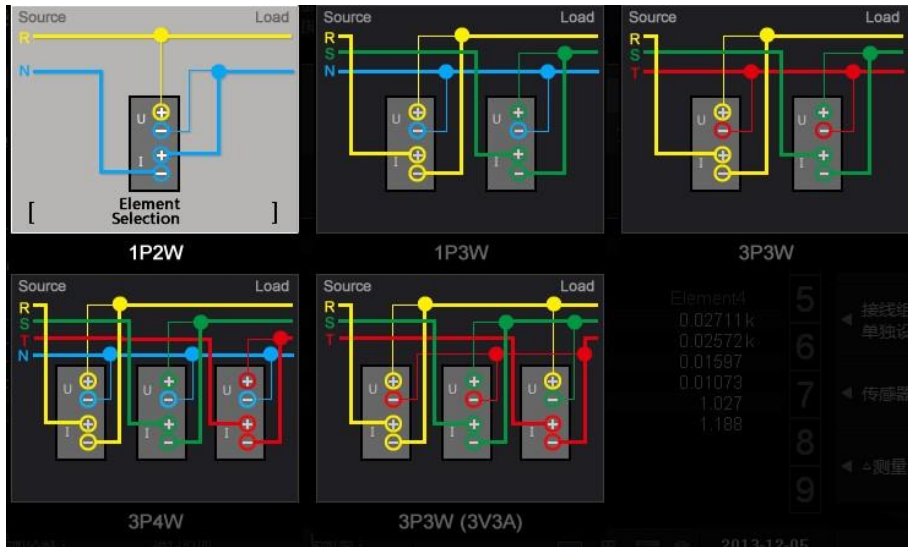 Source Load
R
N
U
I
[ Element Selection ]
1P2W
Source Load
R
S
N
U U
I I
1P3W
Source Load
R
S
T
U U
I I
3P3W
Source Load
R
S
T
N
U U U
I I I
3P4W
Source Load
R
S
T
U U U
I I I
3P3W (3V3A)
Element4
0.02711k
0.02572k
0.01597
0.01073
1.027
1.188
5
6
7
8
9
接线组
单独设
传感器
测量
2013-12-05